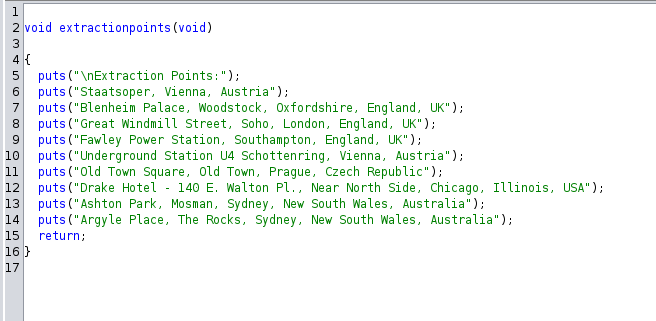 1
2 void extractionpoints(void)
3
4 {
5 puts("\nExtraction Points:");
6 puts("Staatsoper, Vienna, Austria");
7 puts("Blenheim Palace, Woodstock, Oxfordshire, England, UK");
8 puts("Great Windmill Street, Soho, London, England, UK");
9 puts("Fawley Power Station, Southampton, England, UK");
10 puts("Underground Station U4 Schottenring, Vienna, Austria");
11 puts("Old Town Square, Old Town, Prague, Czech Republic");
12 puts("Drake Hotel - 140 E. Walton Pl., Near North Side, Chicago, Illinois, USA");
13 puts("Ashton Park, Mosman, Sydney, New South Wales, Australia");
14 puts("Argyle Place, The Rocks, Sydney, New South Wales, Australia");
15 return;
16 }
17